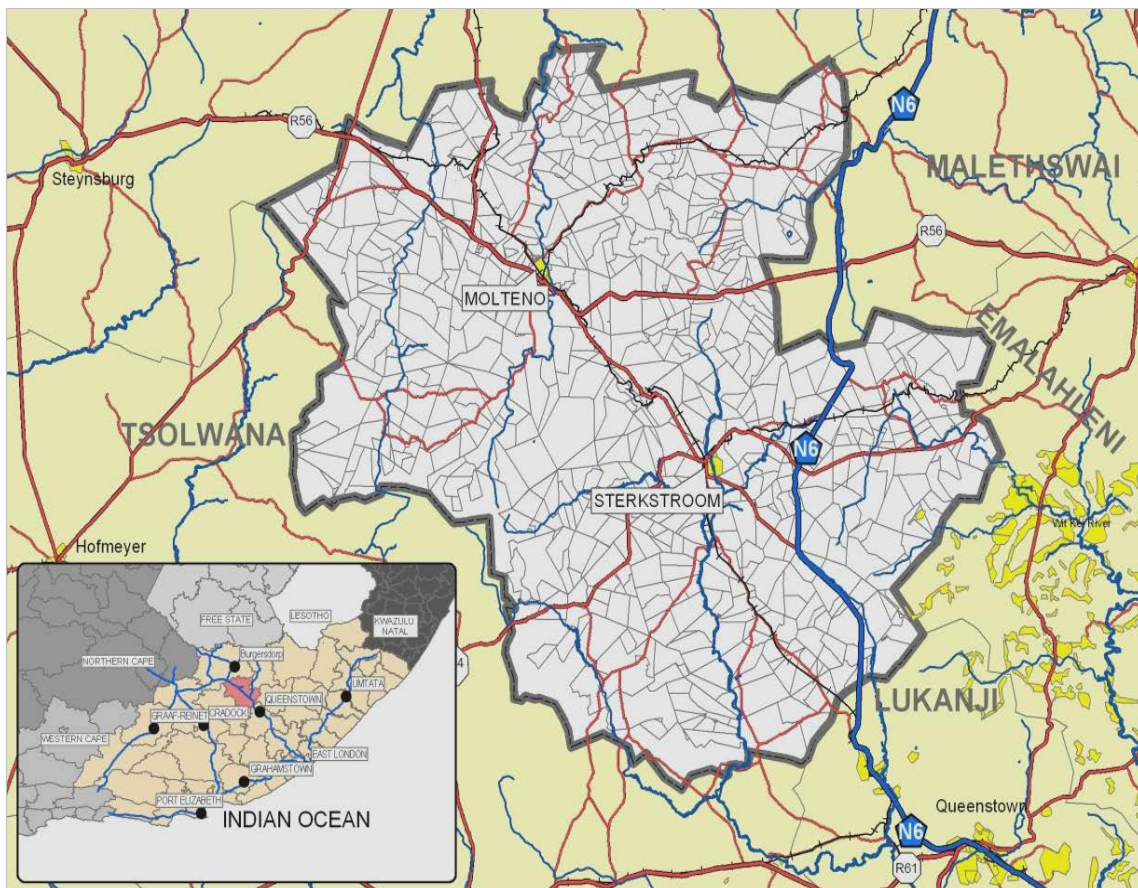 N6
R56
MALETHSWAI
Steynsburg
R56
MOLTENO
EMALAHLENI
TSOLWANA
N6
STERKSTROOM
Wit Kei River
Hofmeyer
LESOTHO
FREE STATE
KWAZULU
NATAL
Burgersdorp
NORTHERN CAPE
UMTATA
QUEENSTOWN
GRAAF-REINET
CRADOCK
WESTERN CAPE
EAST LONDON
GRAHAMSTOWN
PORT ELIZABETH
INDIAN OCEAN
4
LUKANJI
Queenstown
N6
R61